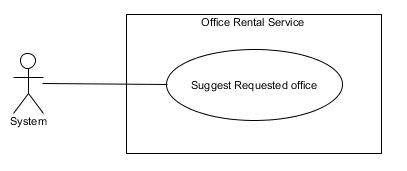 Office Rental Service
Suggest Requested office
System